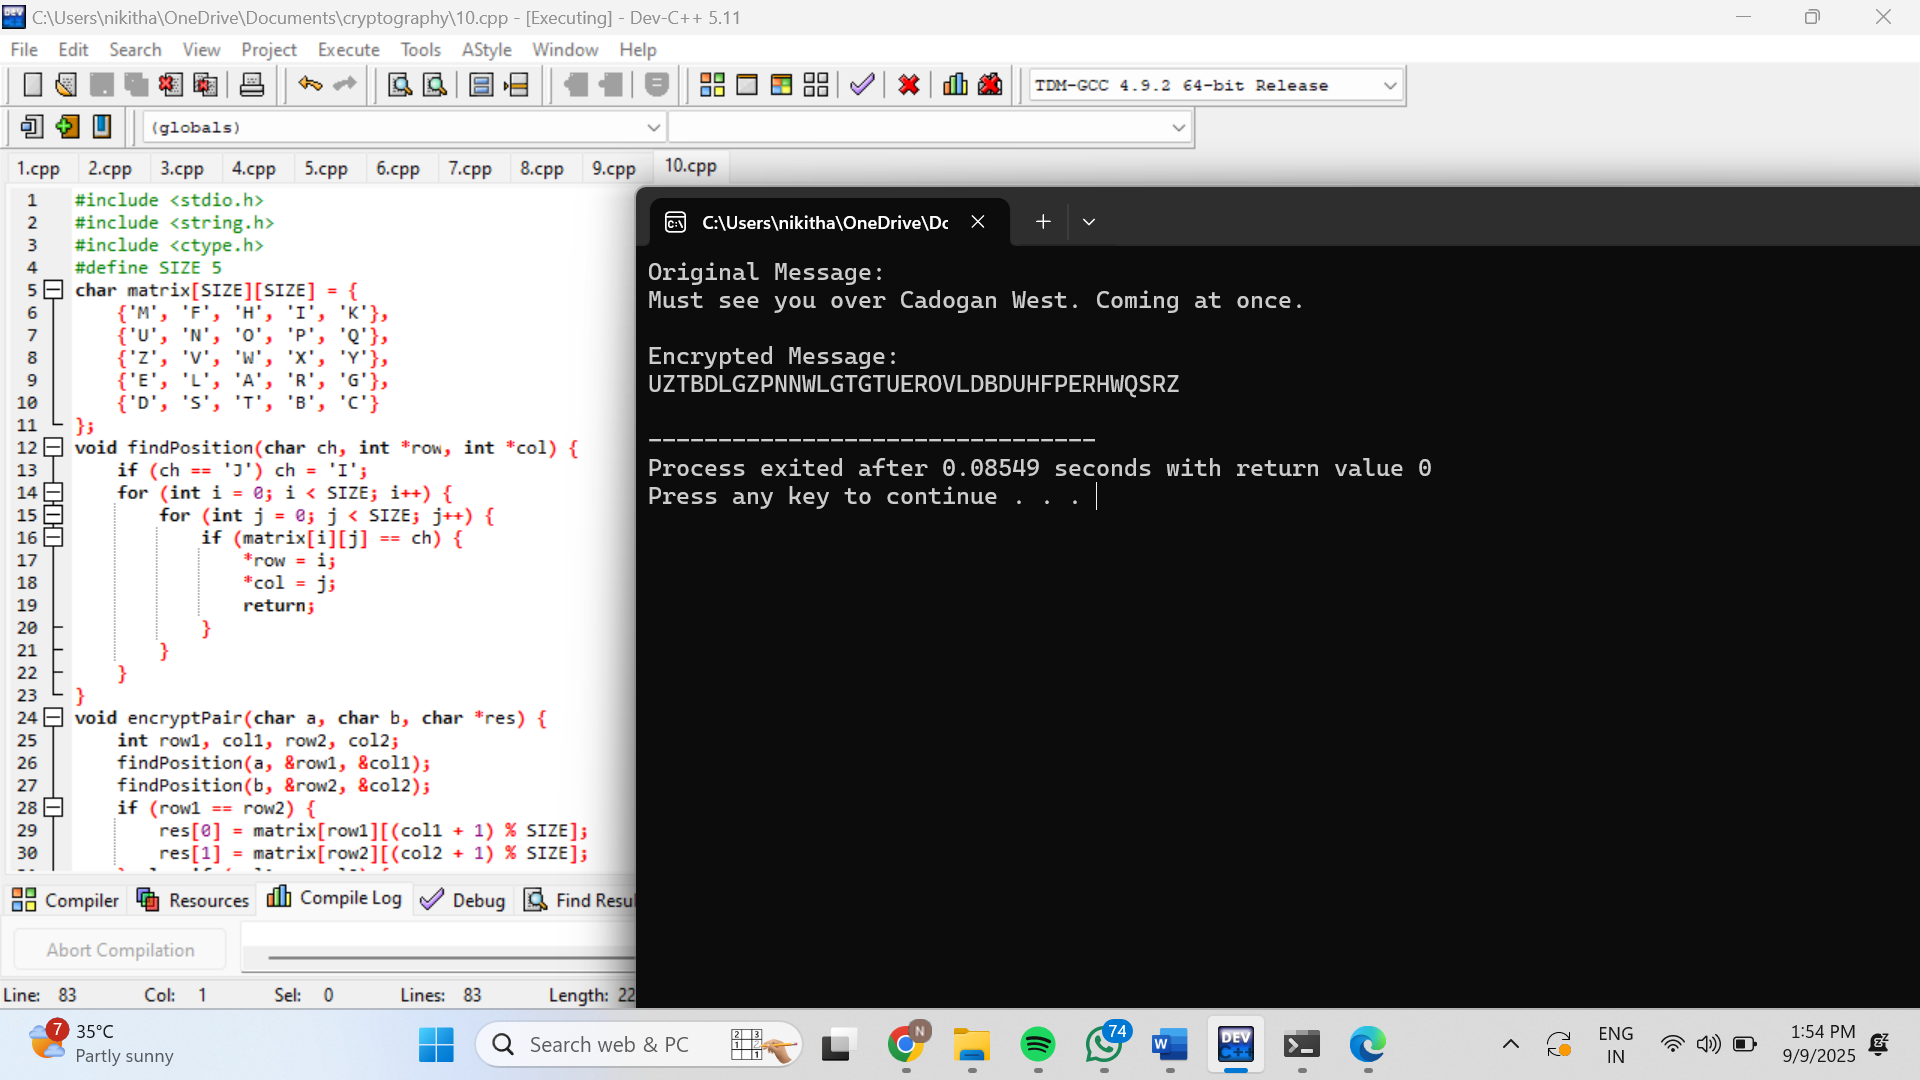 C:\Users\nikitha\OneDrive\Documents\cryptography\10.cpp - [Executing] - Dev-C++ 5.11
File Edit Search View Project Execute Tools AStyle Window Help
TDM-GCC 4.9.2 64-bit Release
(globals)
1.cpp 2.cpp 3.cpp 4.cpp 5.cpp 6.cpp 7.cpp 8.cpp 9.cpp 10.cpp
1 #include <stdio.h>
2 #include <string.h>
3 #include <ctype.h>
4 #define SIZE 5
5 char matrix[SIZE][SIZE] = {
6 {'M', 'F', 'H', 'I', 'K'},
7 {'U', 'N', 'O', 'P', 'Q'},
8 {'Z', 'V', 'W', 'X', 'Y'},
9 {'E', 'L', 'A', 'R', 'G'},
10 {'D', 'S', 'T', 'B', 'C'}
11 };
12 void findPosition(char ch, int *row, int *col) {
13 if (ch == 'J') ch = 'I';
14 for (int i = 0; i < SIZE; i++) {
15 for (int j = 0; j < SIZE; j++) {
16 if (matrix[i][j] == ch) {
17 *row = i;
18 *col = j;
19 return;
20 }
21 }
22 }
23 }
24 void encryptPair(char a, char b, char *res) {
25 int row1, col1, row2, col2;
26 findPosition(a, &row1, &col1);
27 findPosition(b, &row2, &col2);
28 if (row1 == row2) {
29 res[0] = matrix[row1][(col1 + 1) % SIZE];
30 res[1] = matrix[row2][(col2 + 1) % SIZE];
C:\Users\nikitha\OneDrive\Dc
Original Message:
Must see you over Cadogan West. Coming at once.
Encrypted Message:
UZTBDLGZPNNWLGTGTUEROVLDBDUHFPERHWQSRZ
--------------------------------
Process exited after 0.08549 seconds with return value 0
Press any key to continue . . .
Compiler Resources Compile Log Debug Find Resul
Abort Compilation
Line: 83 Col: 1 Sel: 0 Lines: 83 Length: 22
7 35°C
Partly sunny
Search web & PC
N
74
DEV C++
ENG
IN
1:54 PM
9/9/2025